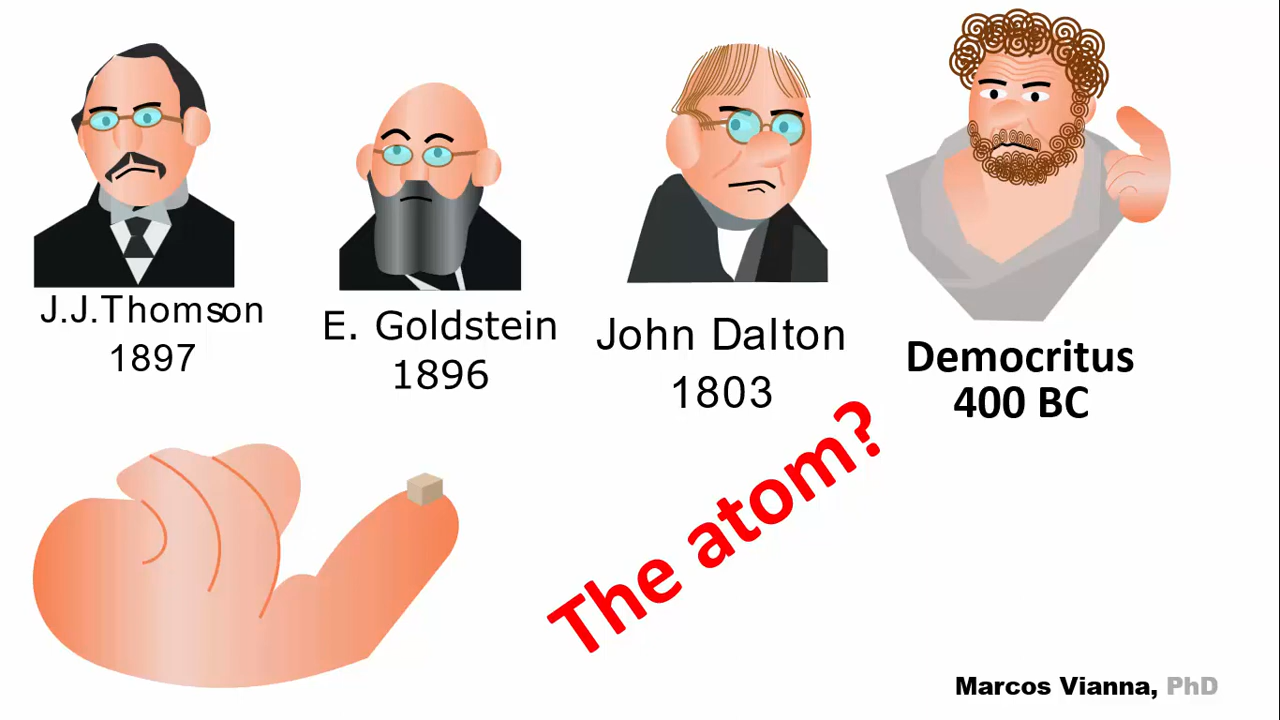 J.J.Thomson
1897
E. Goldstein
1896
John Dalton
1803
Democritus
400 BC
The atom?
Marcos Vianna, PhD